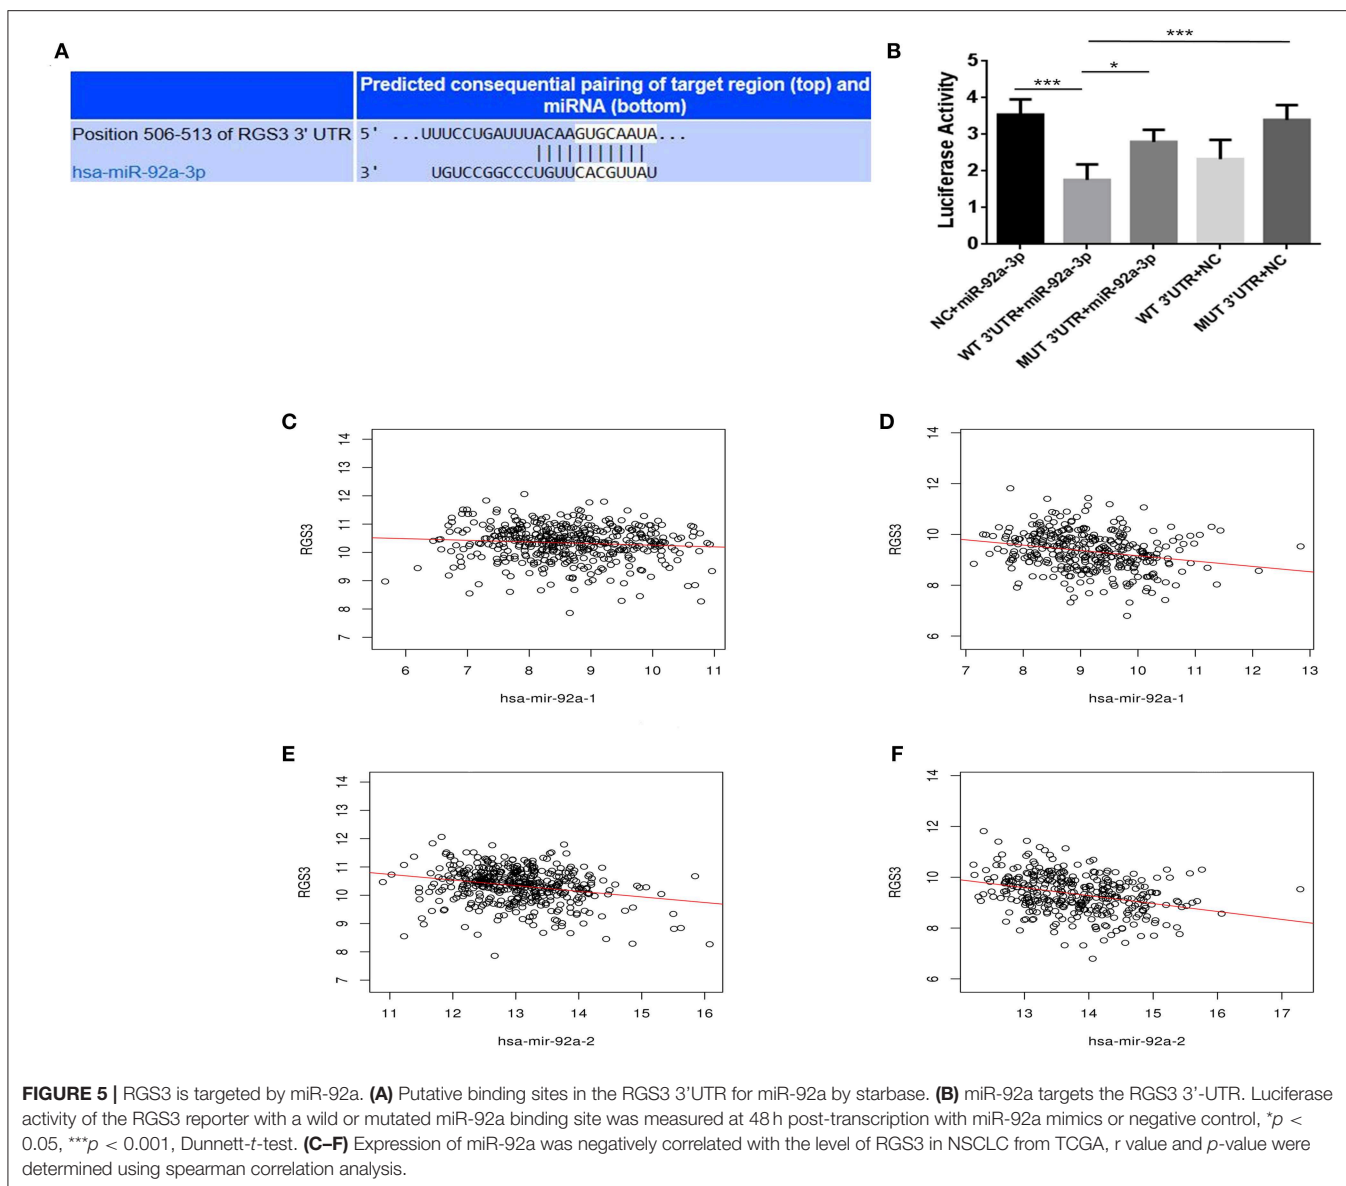 A
Predicted consequential pairing of target region (top) and
miRNA (bottom)
Position 506-513 of RGS3 3' UTR 5' ...UUUCCUGAUUUACAAGUGCAAUA...
hsa-miR-92a-3p 3' UGUCCGGCCCUGUUCACGUUAU
B
***
*** *
Luciferase Activity
5
4
3
2
1
0
NC+miR-92a-3p
WT 3'UTR+miR-92a-3p
MUT 3'UTR+miR-92a-3p
WT 3'UTR+NC
MUT 3'UTR+NC
C
RGS3
14
13
12
11
10
9
8
7
6 7 8 9 10 11
hsa-mir-92a-1
D
RGS3
14
12
10
8
6
7 8 9 10 11 12 13
hsa-mir-92a-1
E
RGS3
14
13
12
11
10
9
8
7
11 12 13 14 15 16
hsa-mir-92a-2
F
RGS3
14
12
10
8
6
13 14 15 16 17
hsa-mir-92a-2
FIGURE 5 | RGS3 is targeted by miR-92a. (A) Putative binding sites in the RGS3 3'UTR for miR-92a by starbase. (B) miR-92a targets the RGS3 3'-UTR. Luciferase
activity of the RGS3 reporter with a wild or mutated miR-92a binding site was measured at 48 h post-transcription with miR-92a mimics or negative control, *p <
0.05, ***p < 0.001, Dunnett-t-test. (C–F) Expression of miR-92a was negatively correlated with the level of RGS3 in NSCLC from TCGA, r value and p-value were
determined using spearman correlation analysis.